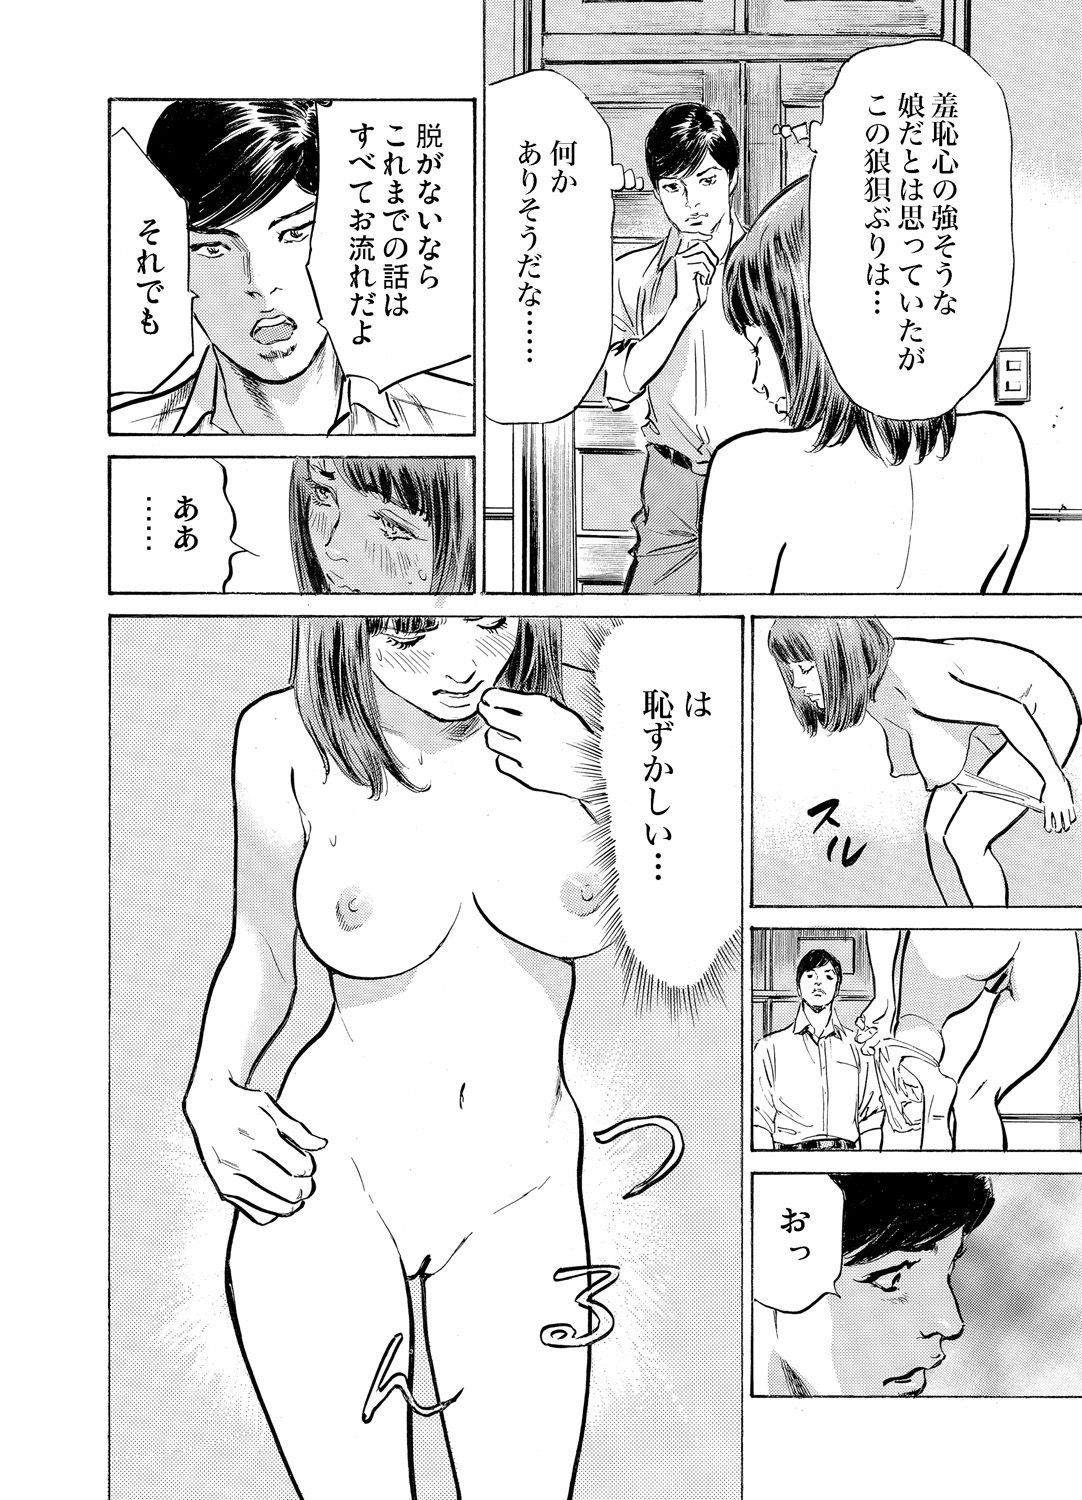 羞恥心の強そうな
娘だとは思っていたが
この狼狽ぶりは…
何か
ありそうだな……
脱がないなら
これまでの話は
すべてお流れだよ
それでも
ああ
……
スル
おっ
は
恥ずかしい…
つ
る
ん